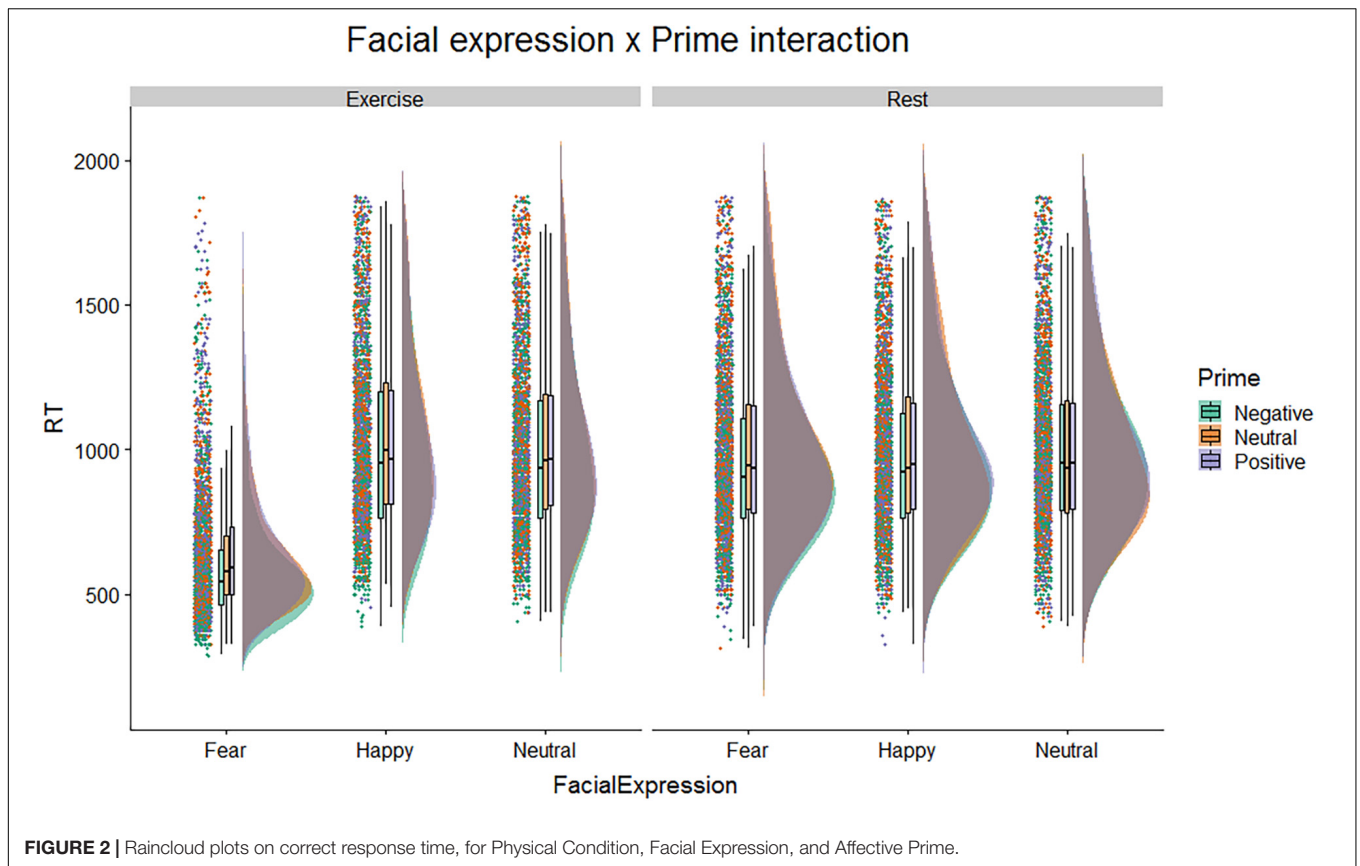 Facial expression x Prime interaction
Exercise
Rest
RT
2000
1500
1000
500
Fear
Happy
Neutral
Fear
Happy
Neutral
FacialExpression
Prime
Negative
Neutral
Positive
FIGURE 2 | Raincloud plots on correct response time, for Physical Condition, Facial Expression, and Affective Prime.